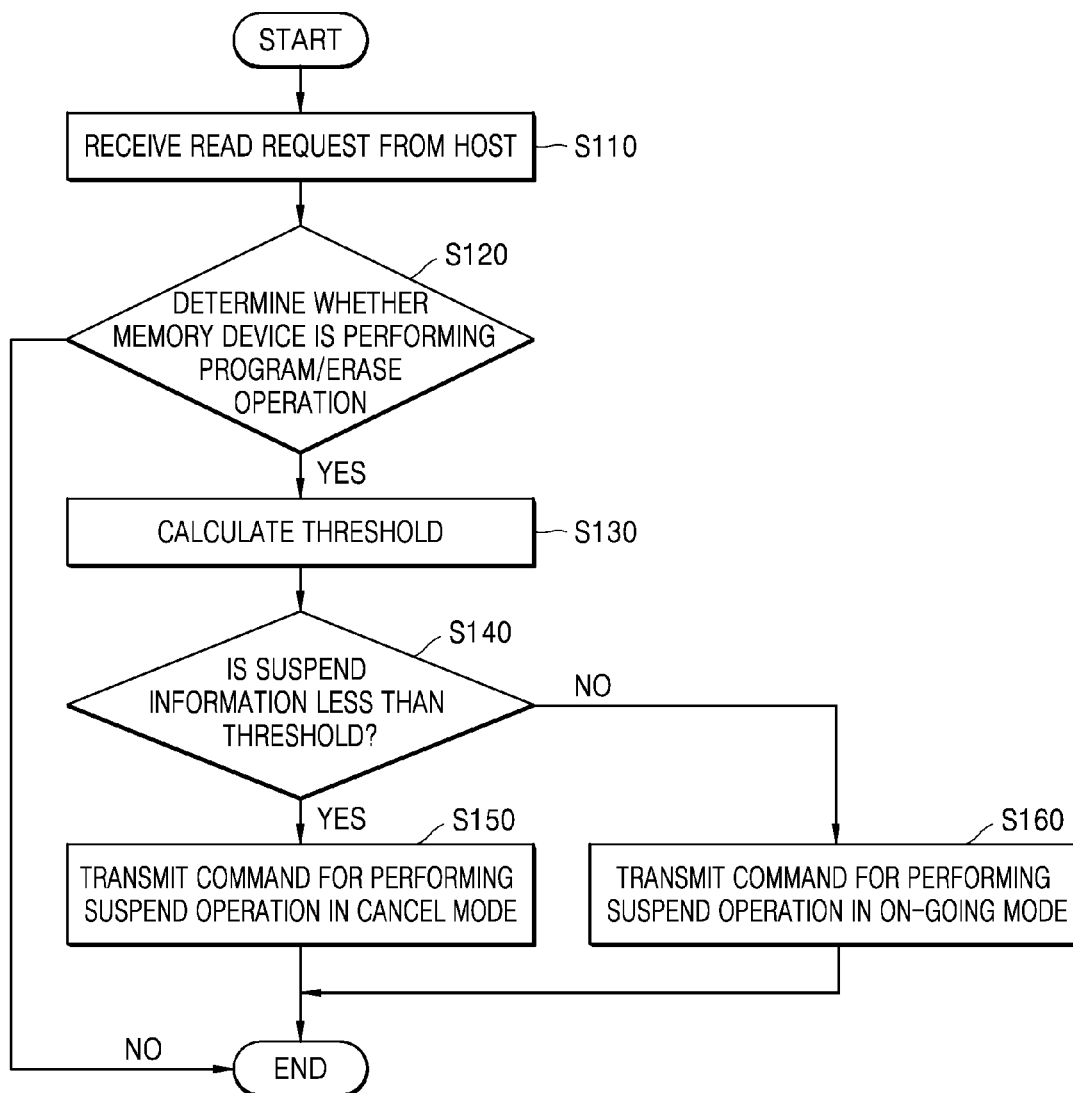 START
RECEIVE READ REQUEST FROM HOST
S110
S120
DETERMINE WHETHER
MEMORY DEVICE IS PERFORMING
PROGRAM/ERASE
OPERATION
YES
CALCULATE THRESHOLD
S130
S140
IS SUSPEND
INFORMATION LESS THAN
THRESHOLD?
NO
YES
S150
S160
TRANSMIT COMMAND FOR PERFORMING
SUSPEND OPERATION IN CANCEL MODE
TRANSMIT COMMAND FOR PERFORMING
SUSPEND OPERATION IN ON-GOING MODE
NO
END